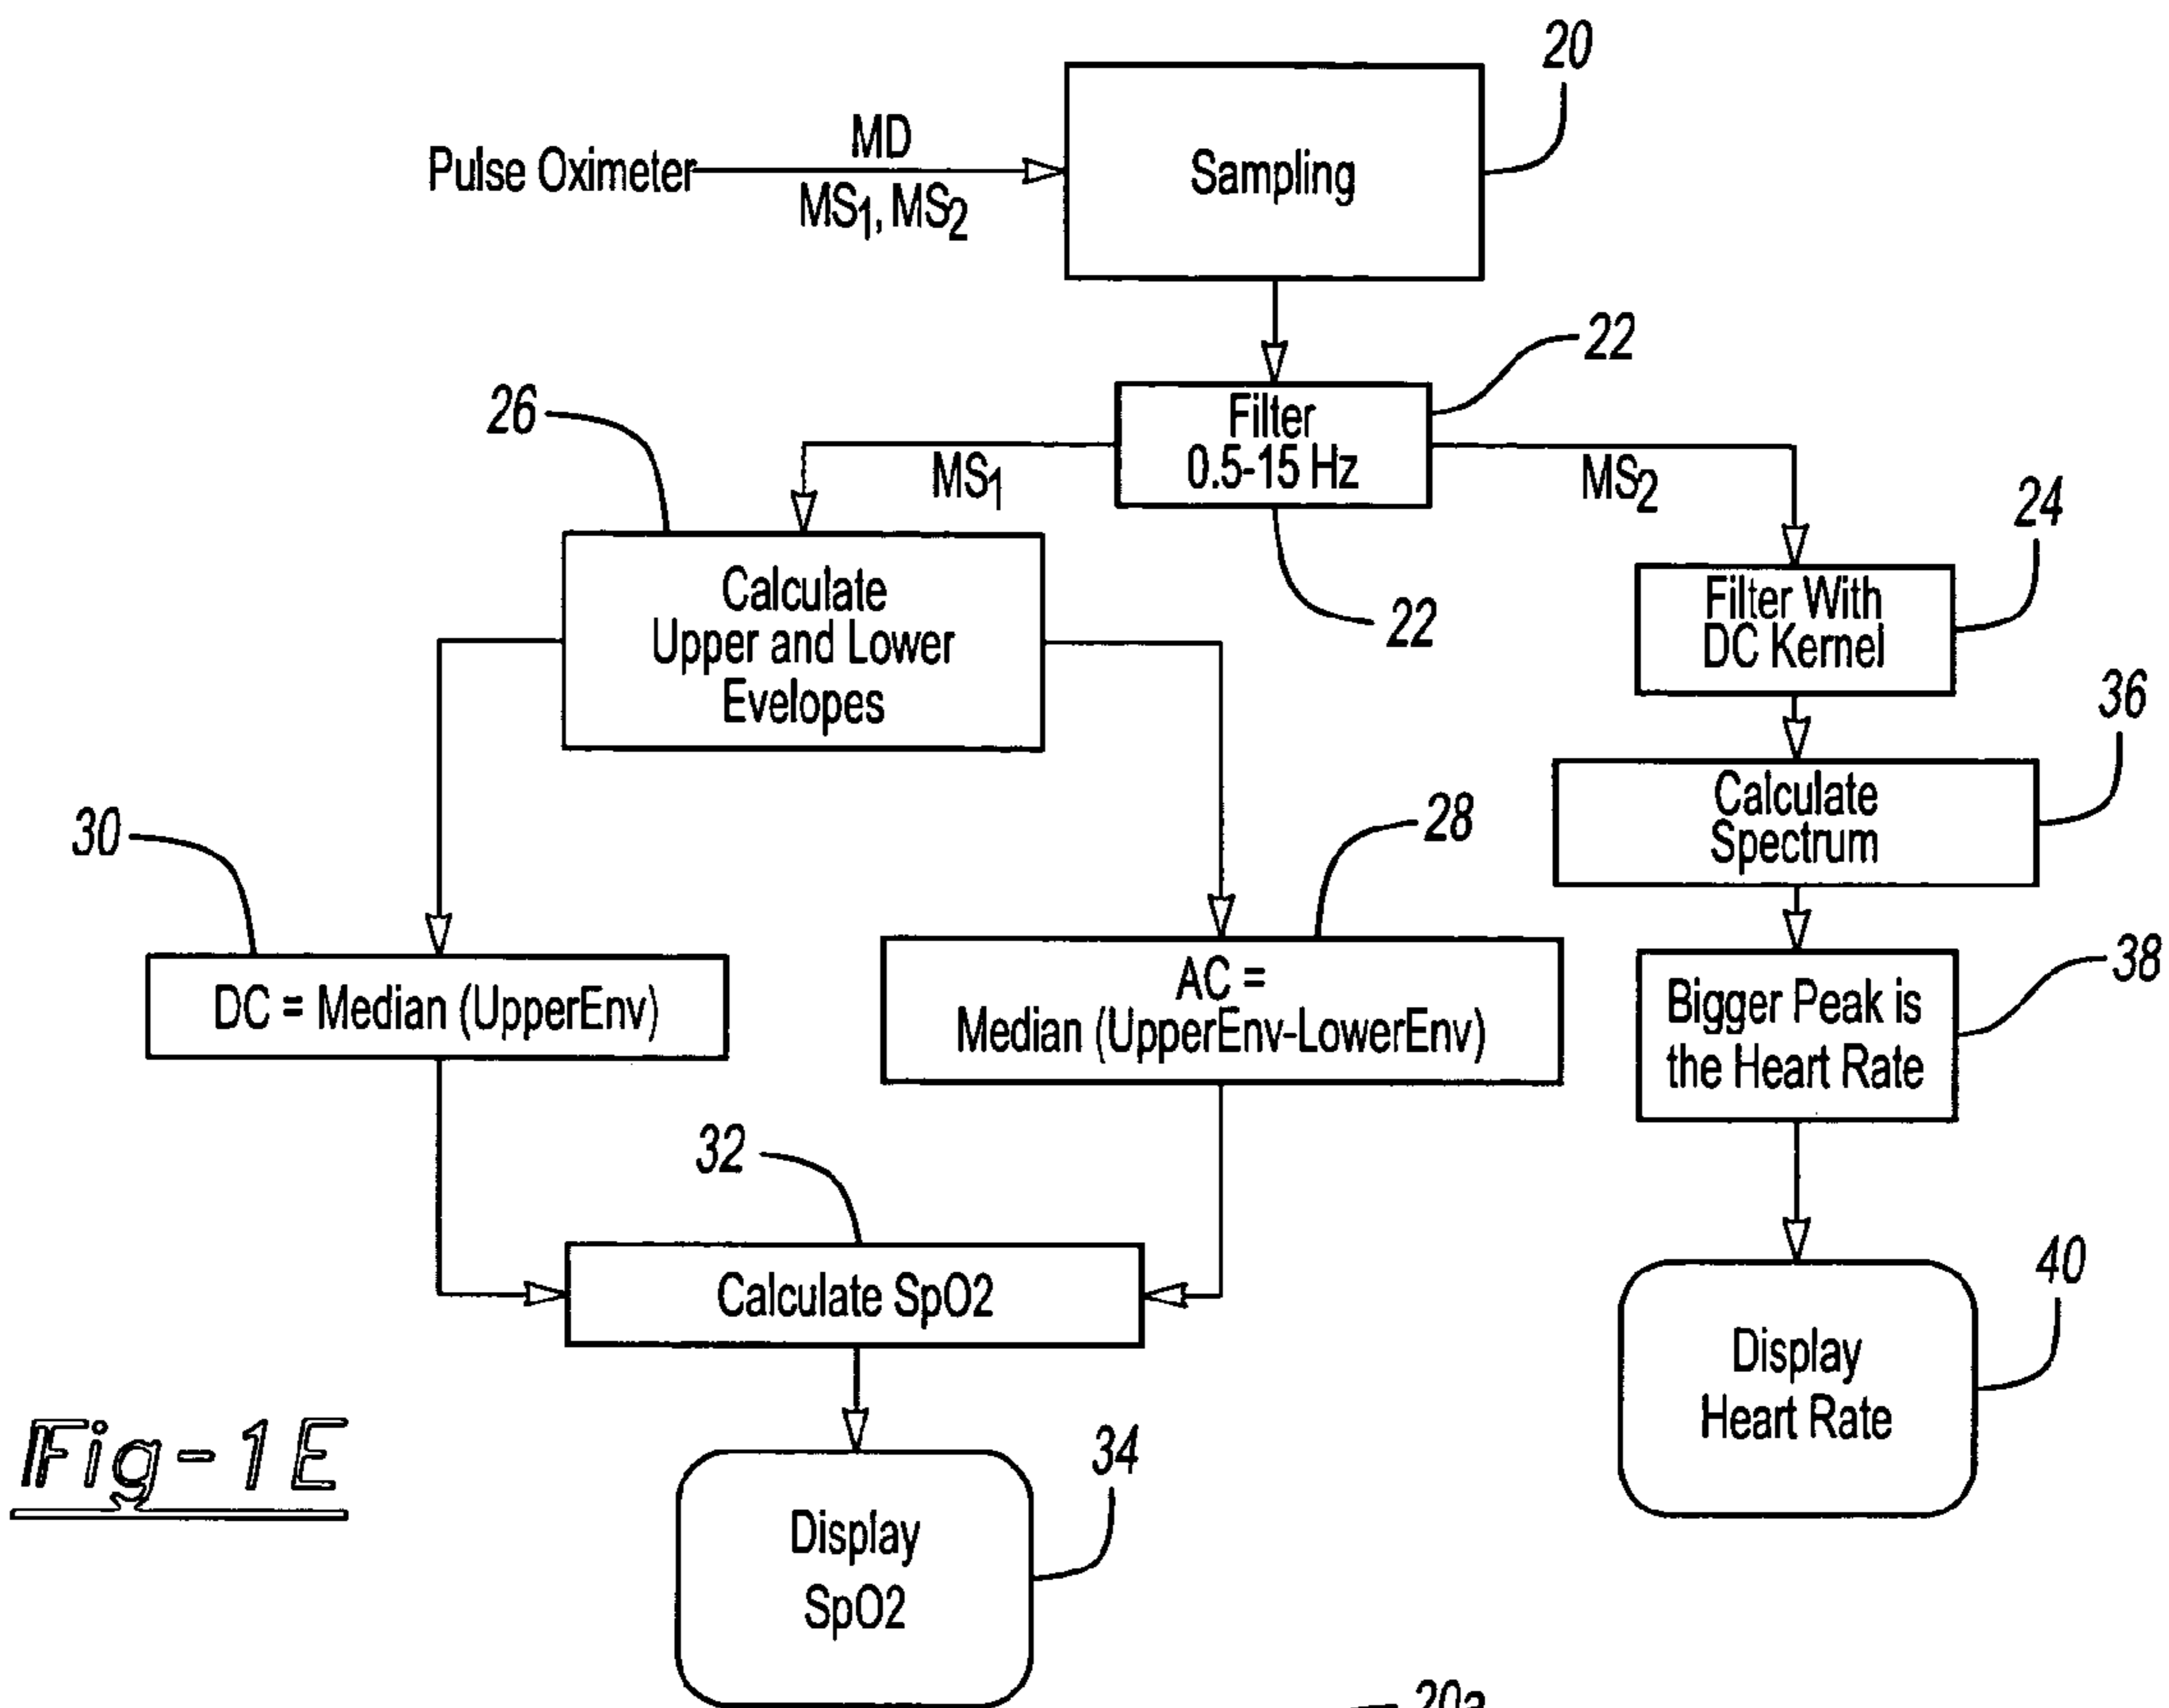 20
MD
Pulse Oximeter
MS1, MS2
Sampling
22
26
Filter
0.5-15 Hz
MS1
MS2
24
Calculate
Upper and Lower
Evelopes
22
Filter With
DC Kernel
36
Calculate
Spectrum
30
28
DC = Median (UpperEnv)
AC =
Median (UpperEnv-LowerEnv)
38
Bigger Peak is
the Heart Rate
32
Calculate SpO2
40
Display
Heart Rate
Fig-1E
34
Display
SpO2
20a